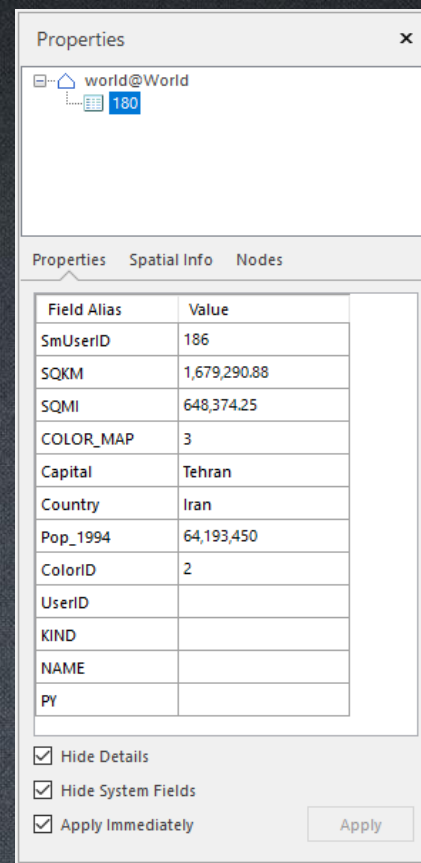 Properties ×
world@World
180
Properties Spatial Info Nodes
Field Alias Value
SmUserID 186
SQKM 1,679,290.88
SQMI 648,374.25
COLOR_MAP 3
Capital Tehran
Country Iran
Pop_1994 64,193,450
ColorID 2
UserID
KIND
NAME
PY
Hide Details
Hide System Fields
Apply Immediately Apply